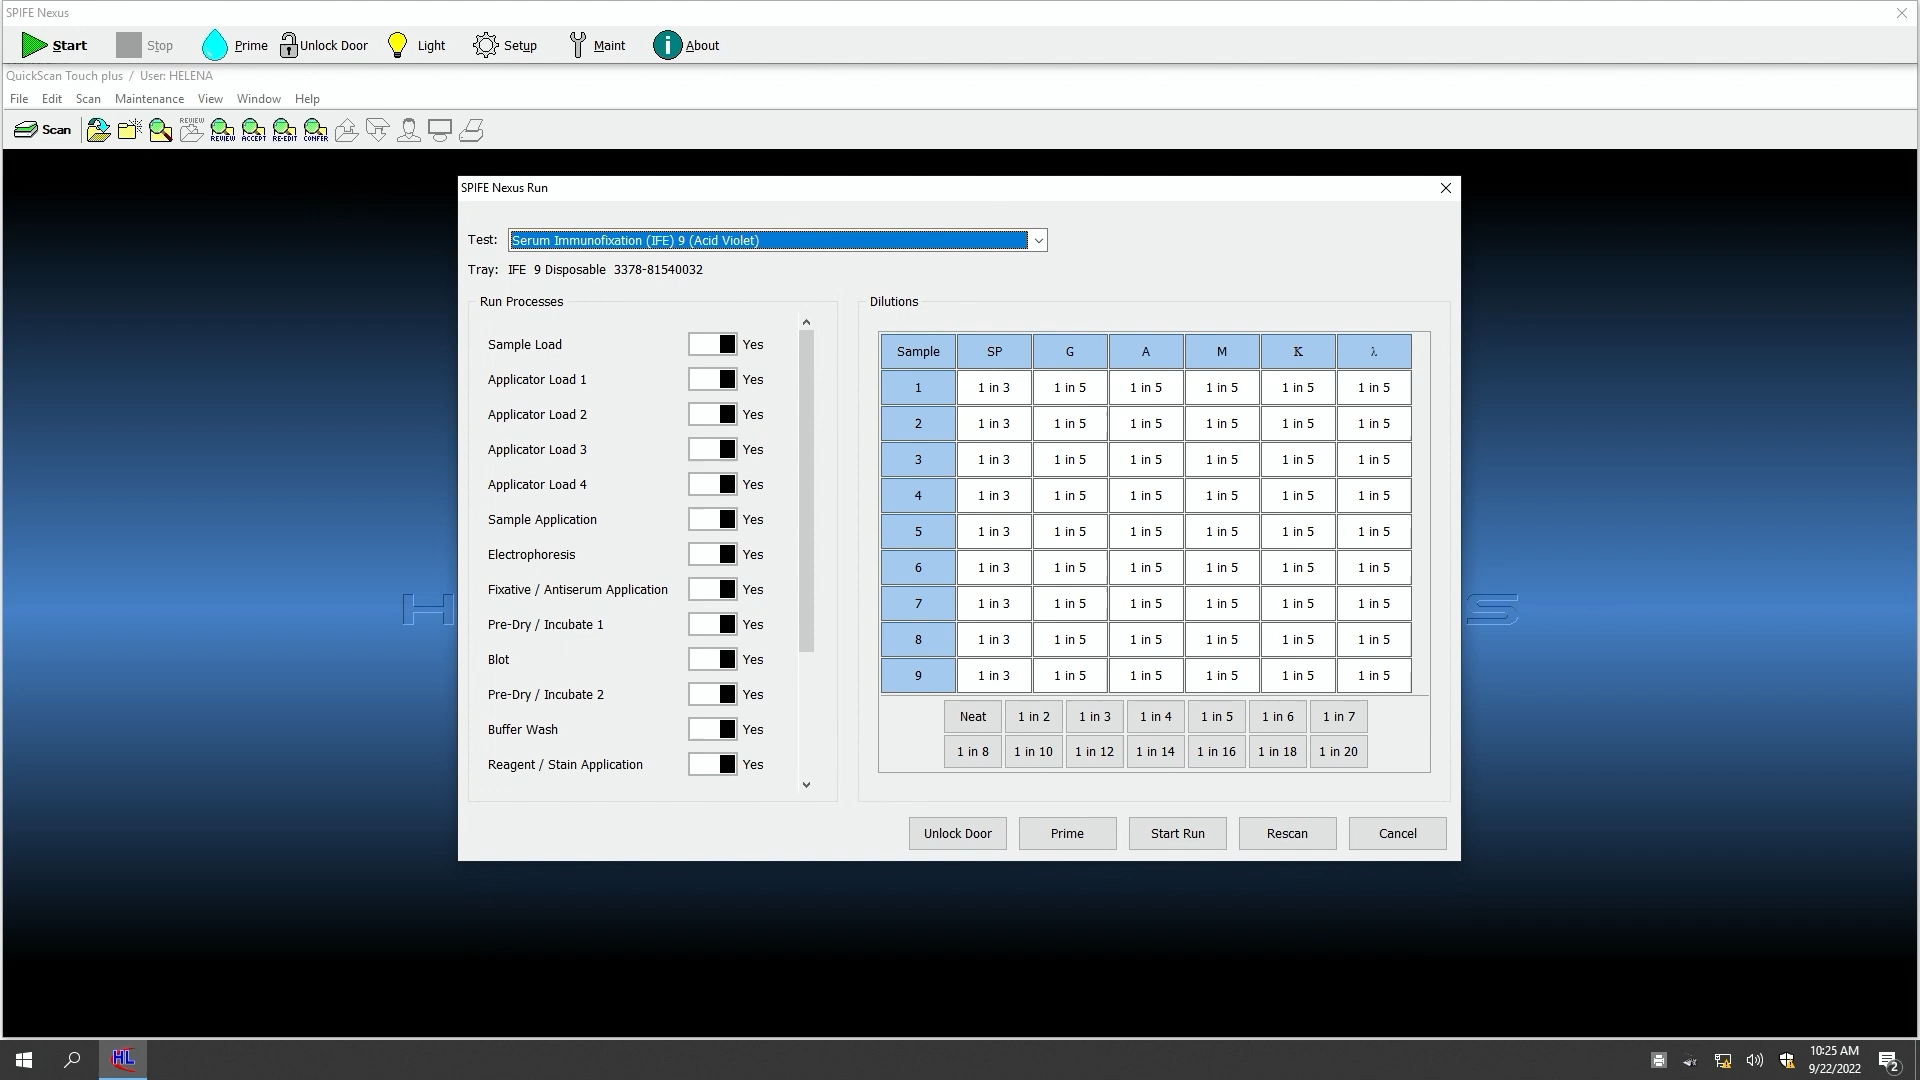 SPIFE Nexus
Start Stop Prime Unlock Door Light Setup Maint About
QuickScan Touch plus / User: HELENA
File Edit Scan Maintenance View Window Help
Scan REVIEW REVIEW ACCEPT RE-EDIT CONFER
SPIFE Nexus Run
Test: Serum Immunofixation (IFE) 9 (Acid Violet)
Tray: IFE 9 Disposable 3378-81540032
Run Processes
Sample Load Yes
Applicator Load 1 Yes
Applicator Load 2 Yes
Applicator Load 3 Yes
Applicator Load 4 Yes
Sample Application Yes
Electrophoresis Yes
Fixative / Antiserum Application Yes
Pre-Dry / Incubate 1 Yes
Blot Yes
Pre-Dry / Incubate 2 Yes
Buffer Wash Yes
Reagent / Stain Application Yes
Dilutions
Sample SP G A M K λ
1 1 in 3 1 in 5 1 in 5 1 in 5 1 in 5 1 in 5
2 1 in 3 1 in 5 1 in 5 1 in 5 1 in 5 1 in 5
3 1 in 3 1 in 5 1 in 5 1 in 5 1 in 5 1 in 5
4 1 in 3 1 in 5 1 in 5 1 in 5 1 in 5 1 in 5
5 1 in 3 1 in 5 1 in 5 1 in 5 1 in 5 1 in 5
6 1 in 3 1 in 5 1 in 5 1 in 5 1 in 5 1 in 5
7 1 in 3 1 in 5 1 in 5 1 in 5 1 in 5 1 in 5
8 1 in 3 1 in 5 1 in 5 1 in 5 1 in 5 1 in 5
9 1 in 3 1 in 5 1 in 5 1 in 5 1 in 5 1 in 5
Neat 1 in 2 1 in 3 1 in 4 1 in 5 1 in 6 1 in 7
1 in 8 1 in 10 1 in 12 1 in 14 1 in 16 1 in 18 1 in 20
Unlock Door Prime Start Run Rescan Cancel
H S
HL
10:25 AM
9/22/2022
2